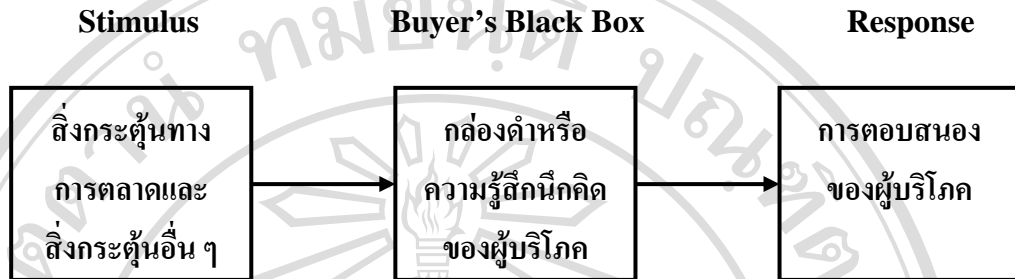 Stimulus Buyer’s Black Box Response
สิ่งกระตุ้นทาง
การตลาดและ
สิ่งกระตุ้นอื่น ๆ
กล่องดำหรือ
ความรู้สึกนึกคิด
ของผู้บริโภค
การตอบสนอง
ของผู้บริโภค